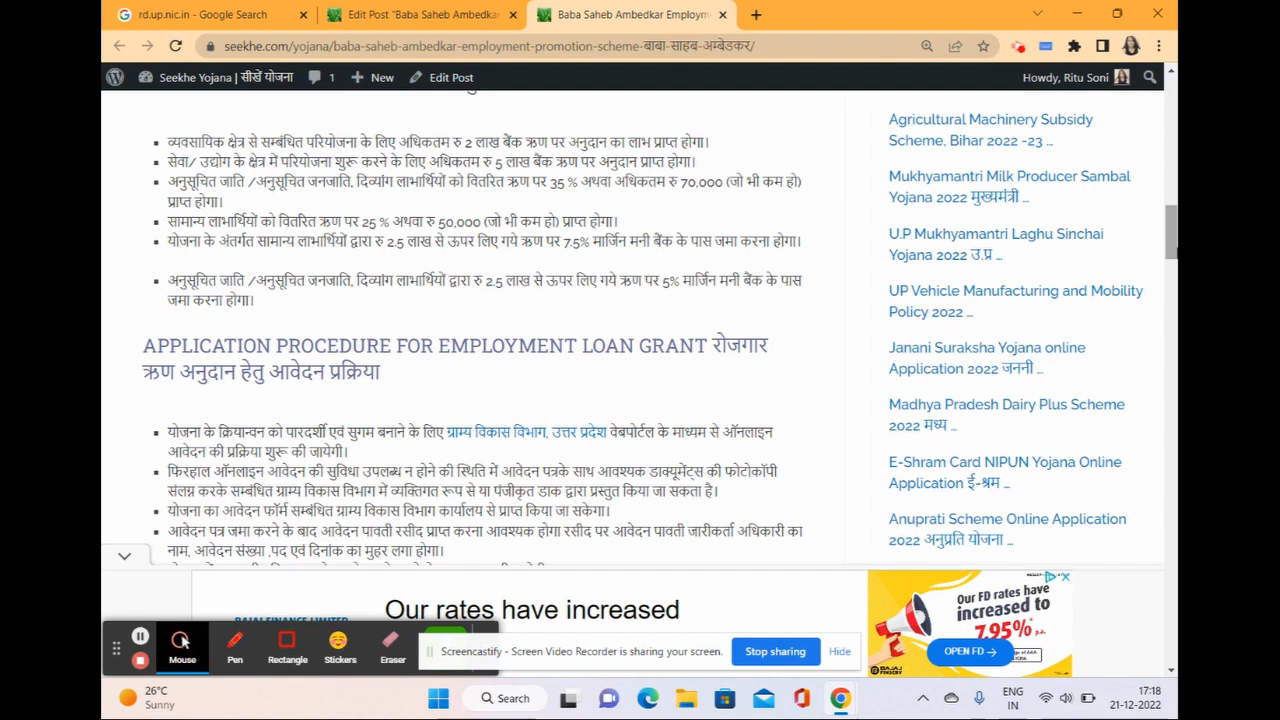 rd.up.nic.in - Google Search
Edit Post "Baba Saheb Ambedkar
Baba Saheb Ambedkar Employm
seekhe.com/yojana/baba-saheb-ambedkar-employment-promotion-scheme-बाबा-साहब-अम्बेडकर/
Seekhe Yojana | सीखें योजना
1
New
Edit Post
Howdy, Ritu Soni
व्यवसायिक क्षेत्र से सम्बंधित परियोजना के लिए अधिकतम रु 2 लाख बैंक ऋण पर अनुदान का लाभ प्राप्त होगा।
सेवा/ उद्योग के क्षेत्र में परियोजना शुरू करने के लिए अधिकतम रु 5 लाख बैंक ऋण पर अनुदान प्राप्त होगा।
अनुसूचित जाति /अनुसूचित जनजाति, दिव्यांग लाभार्थियों को वितरित ऋण पर 35 % अथवा अधिकतम रु 70,000 (जो भी कम हो)
प्राप्त होगा।
सामान्य लाभार्थियों को वितरित ऋण पर 25 % अथवा रु 50,000 (जो भी कम हो) प्राप्त होगा।
योजना के अंतर्गत सामान्य लाभार्थियों द्वारा रु 2.5 लाख से ऊपर लिए गये ऋण पर 7.5% मार्जिन मनी बैंक के पास जमा करना होगा।
अनुसूचित जाति /अनुसूचित जनजाति, दिव्यांग लाभार्थियों द्वारा रु 2.5 लाख से ऊपर लिए गये ऋण पर 5% मार्जिन मनी बैंक के पास
जमा करना होगा।
APPLICATION PROCEDURE FOR EMPLOYMENT LOAN GRANT रोजगार
ऋण अनुदान हेतु आवेदन प्रक्रिया
योजना के क्रियान्वन को पारदर्शी एवं सुगम बनाने के लिए ग्राम्य विकास विभाग, उत्तर प्रदेश वेबपोर्टल के माध्यम से ऑनलाइन
आवेदन की प्रक्रिया शुरू की जायेगी।
फिरहाल ऑनलाइन आवेदन की सुविधा उपलब्ध न होने की स्थिति में आवेदन पत्रके साथ आवश्यक डाक्यूमेंट्स की फोटोकॉपी
संलग्न करके सम्बंधित ग्राम्य विकास विभाग में व्यक्तिगत रूप से या पंजीकृत डाक द्वारा प्रस्तुत किया जा सकता है।
योजना का आवेदन फॉर्म सम्बंधित ग्राम्य विकास विभाग कार्यालय से प्राप्त किया जा सकेगा।
आवेदन पत्र जमा करने के बाद आवेदन पावती रसीद प्राप्त करना आवश्यक होगा रसीद पर आवेदन पावती जारीकर्ता अधिकारी का
नाम, आवेदन संख्या ,पद एवं दिनांक का मुहर लगा होगा।
Agricultural Machinery Subsidy
Scheme, Bihar 2022 -23 ...
Mukhyamantri Milk Producer Sambal
Yojana 2022 मुख्यमंत्री ...
U.P Mukhyamantri Laghu Sinchai
Yojana 2022 उ.प्र ...
UP Vehicle Manufacturing and Mobility
Policy 2022 ...
Janani Suraksha Yojana online
Application 2022 जननी ...
Madhya Pradesh Dairy Plus Scheme
2022 मध्य ...
E-Shram Card NIPUN Yojana Online
Application ई-श्रम ...
Anuprati Scheme Online Application
2022 अनुप्रति योजना ...
Our rates have increased
Our FD rates have
increased to
7.95% p.a.
OPEN FD
BAJAJ
FINSERV
Mouse
Pen
Rectangle
Stickers
Eraser
Screencastify - Screen Video Recorder is sharing your screen.
Stop sharing
Hide
26°C
Sunny
Search
ENG
IN
17:18
21-12-2022